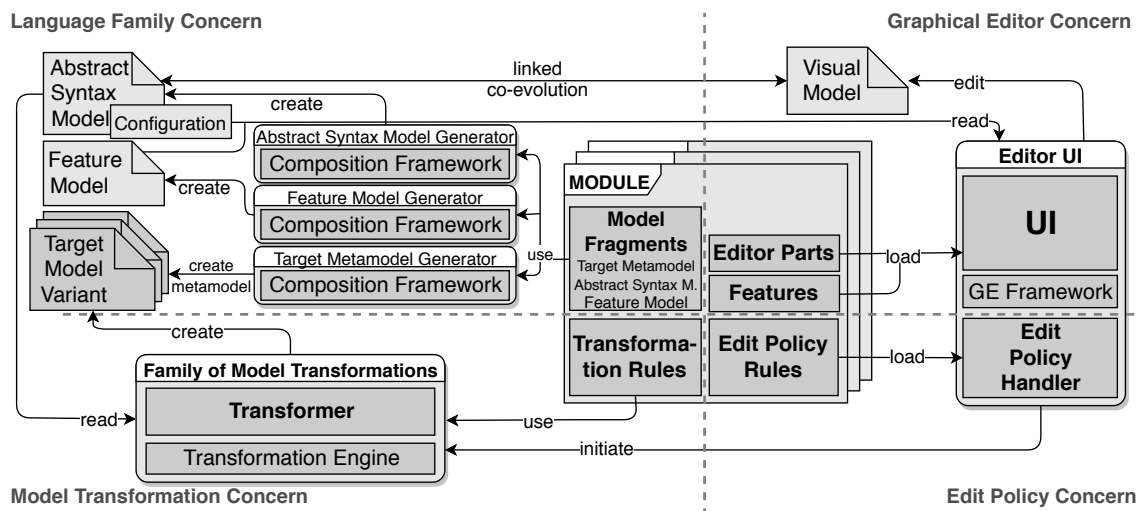 Language Family Concern
Graphical Editor Concern
Abstract
Syntax
Model
Configuration
linked
co-evolution
Visual
Model
edit
create
read
Abstract Syntax Model Generator
Composition Framework
Feature
Model
create
Feature Model Generator
Composition Framework
Target
Model
Variant
create
metamodel
Target Metamodel Generator
Composition Framework
use
MODULE
Model
Fragments
Target Metamodel
Abstract Syntax M.
Feature Model
Editor Parts
Features
load
Editor UI
UI
GE Framework
create
Transforma-
tion Rules
Edit Policy
Rules
load
Edit
Policy
Handler
Family of Model Transformations
Transformer
Transformation Engine
read
use
initiate
Model Transformation Concern
Edit Policy Concern